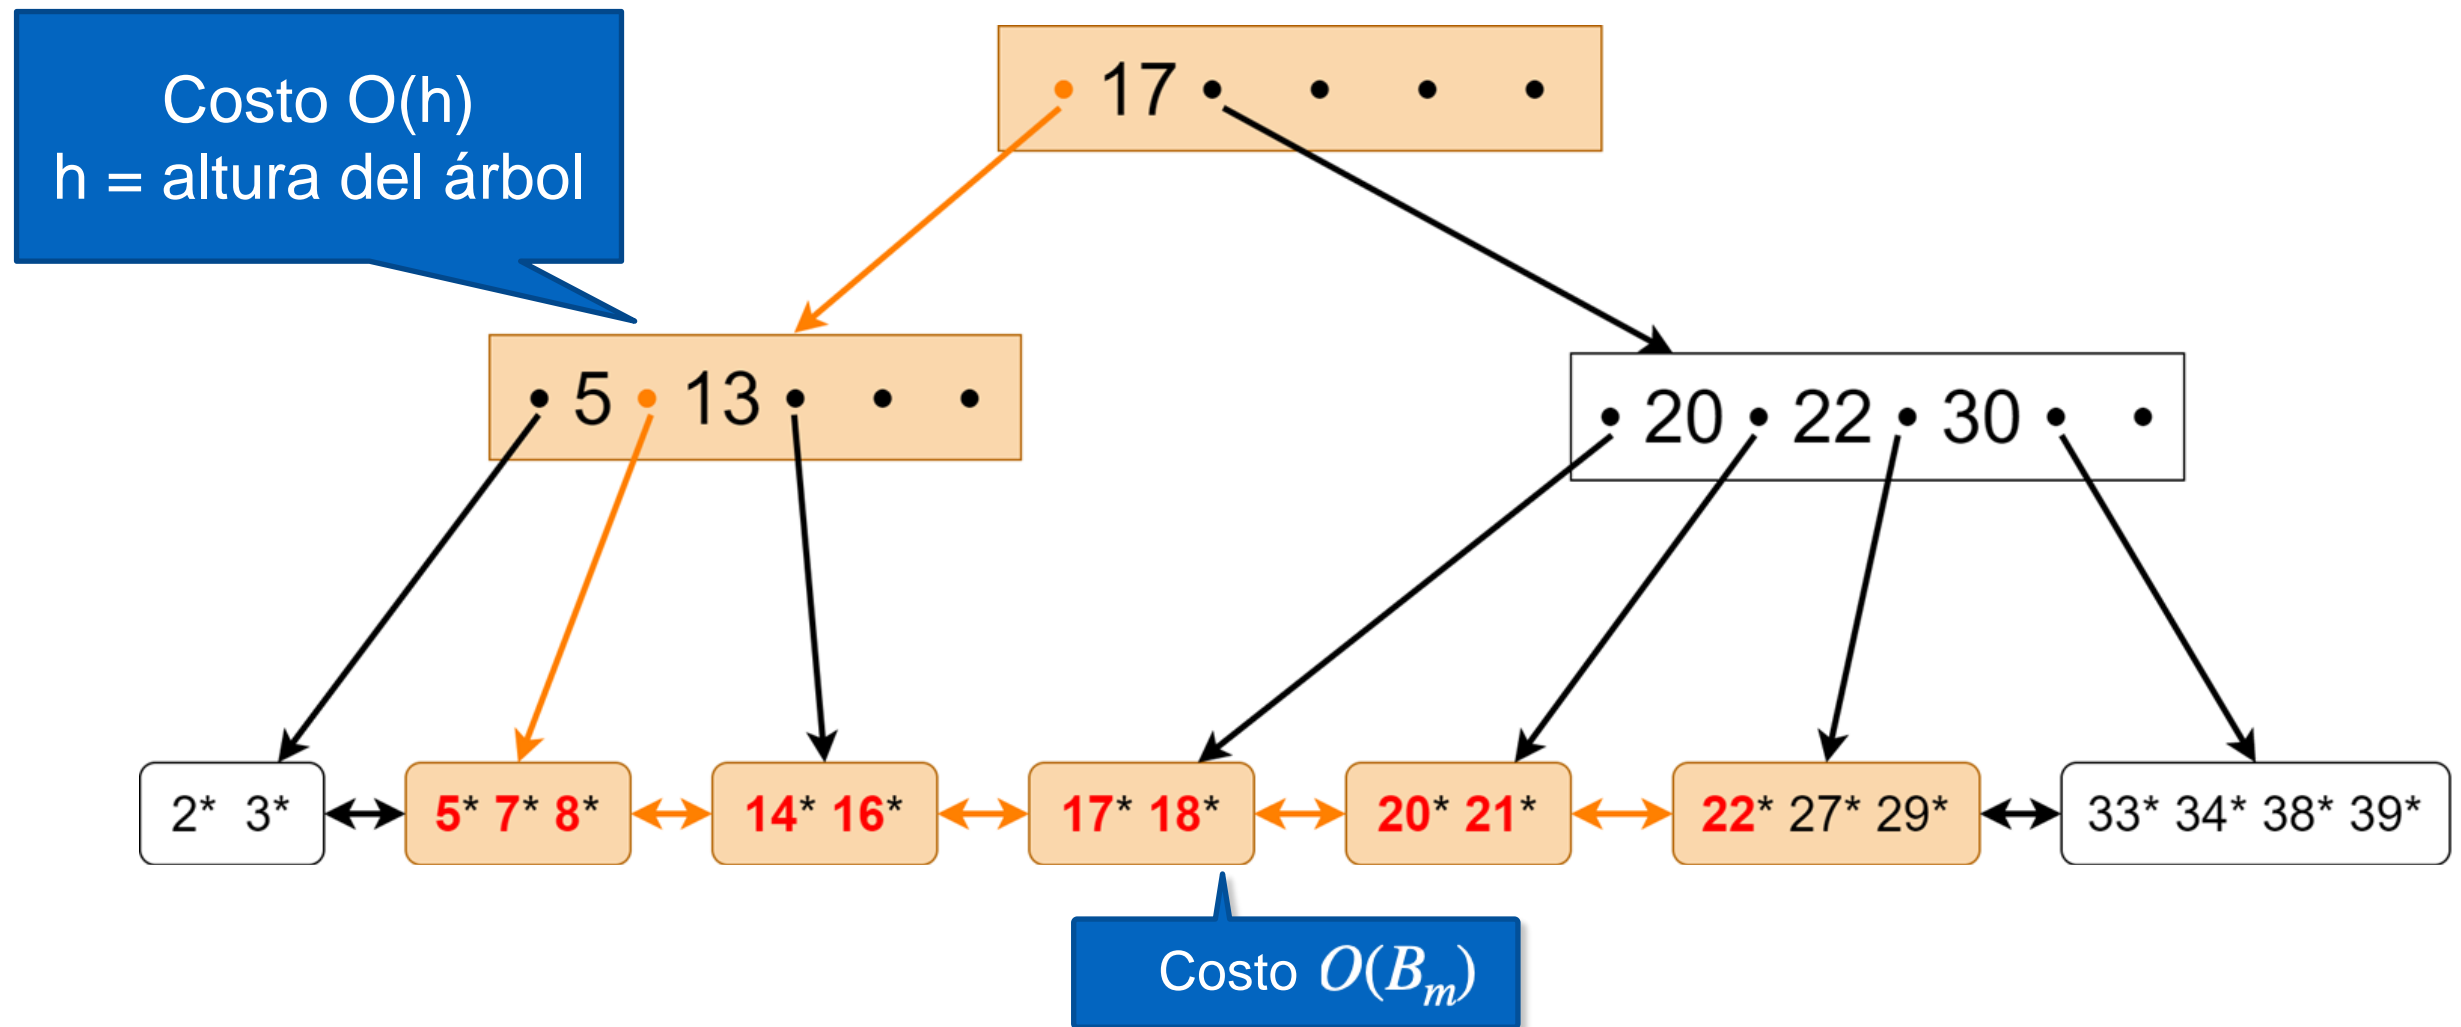 Costo O(h)
h = altura del árbol
• 17 • • • •
• 5 • 13 • • •
• 20 • 22 • 30 • •
2* 3*
5* 7* 8*
14* 16*
17* 18*
20* 21*
22* 27* 29*
33* 34* 38* 39*
Costo O(Bₘ)